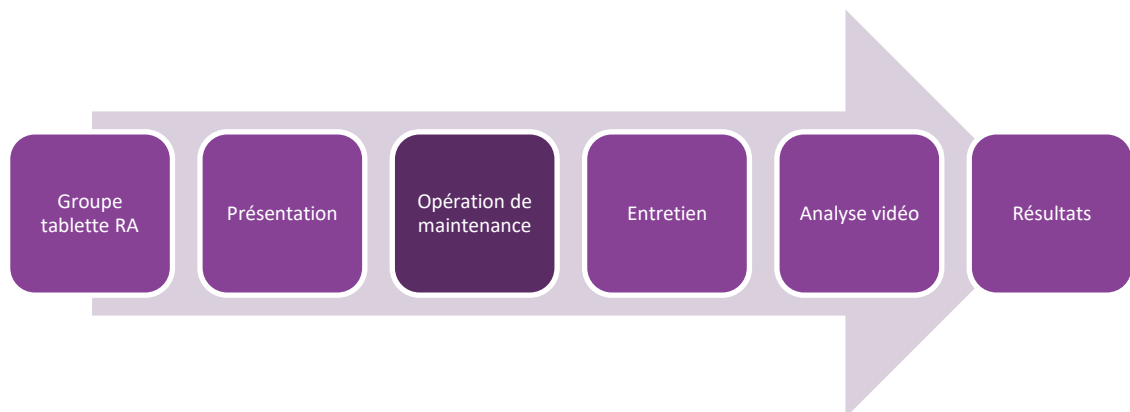 Groupe
tablette RA
Présentation
Opération de
maintenance
Entretien
Analyse vidéo
Résultats